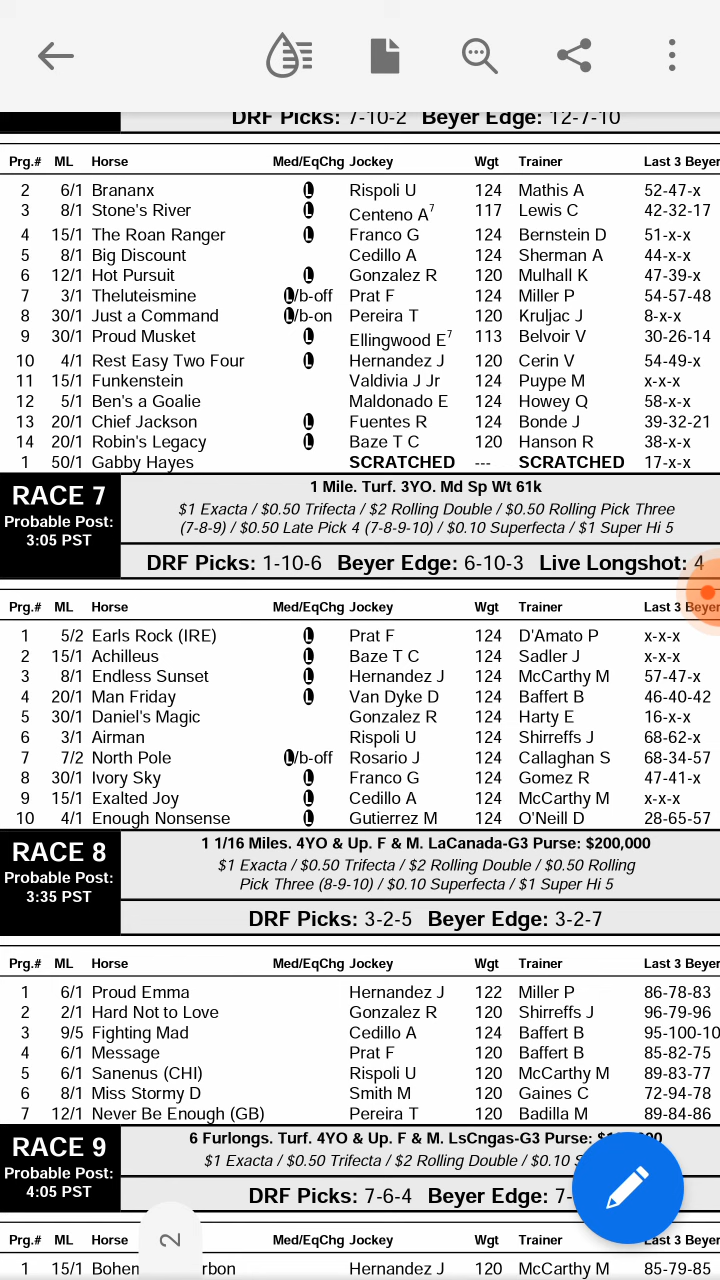 DRF Picks: 7-10-2 Beyer Edge: 12-7-10
Prg.# ML Horse Med/EqChg Jockey Wgt Trainer Last 3 Beyer
2 6/1 Brananx L Rispoli U 124 Mathis A 52-47-x
3 8/1 Stone's River L Centeno A7 117 Lewis C 42-32-17
4 15/1 The Roan Ranger L Franco G 124 Bernstein D 51-x-x
5 8/1 Big Discount Cedillo A 124 Sherman A 44-x-x
6 12/1 Hot Pursuit L Gonzalez R 120 Mulhall K 47-39-x
7 3/1 Theluteismine L/b-off Prat F 124 Miller P 54-57-48
8 30/1 Just a Command L/b-on Pereira T 120 Kruljac J 8-x-x
9 30/1 Proud Musket L Ellingwood E7 113 Belvoir V 30-26-14
10 4/1 Rest Easy Two Four L Hernandez J 120 Cerin V 54-49-x
11 15/1 Funkenstein Valdivia J Jr 124 Puype M x-x-x
12 5/1 Ben's a Goalie Maldonado E 124 Howey Q 58-x-x
13 20/1 Chief Jackson L Fuentes R 124 Bonde J 39-32-21
14 20/1 Robin's Legacy L Baze T C 120 Hanson R 38-x-x
1 50/1 Gabby Hayes SCRATCHED --- SCRATCHED 17-x-x
RACE 7
Probable Post:
3:05 PST
1 Mile. Turf. 3YO. Md Sp Wt 61k
$1 Exacta / $0.50 Trifecta / $2 Rolling Double / $0.50 Rolling Pick Three
(7-8-9) / $0.50 Late Pick 4 (7-8-9-10) / $0.10 Superfecta / $1 Super Hi 5
DRF Picks: 1-10-6 Beyer Edge: 6-10-3 Live Longshot: 4
Prg.# ML Horse Med/EqChg Jockey Wgt Trainer Last 3 Beyer
1 5/2 Earls Rock (IRE) L Prat F 124 D'Amato P x-x-x
2 15/1 Achilleus L Baze T C 124 Sadler J x-x-x
3 8/1 Endless Sunset L Hernandez J 124 McCarthy M 57-47-x
4 20/1 Man Friday L Van Dyke D 124 Baffert B 46-40-42
5 30/1 Daniel's Magic Gonzalez R 124 Harty E 16-x-x
6 3/1 Airman Rispoli U 124 Shirreffs J 68-62-x
7 7/2 North Pole L/b-off Rosario J 124 Callaghan S 68-34-57
8 30/1 Ivory Sky L Franco G 124 Gomez R 47-41-x
9 15/1 Exalted Joy L Cedillo A 124 McCarthy M x-x-x
10 4/1 Enough Nonsense L Gutierrez M 124 O'Neill D 28-65-57
RACE 8
Probable Post:
3:35 PST
1 1/16 Miles. 4YO & Up. F & M. LaCanada-G3 Purse: $200,000
$1 Exacta / $0.50 Trifecta / $2 Rolling Double / $0.50 Rolling
Pick Three (8-9-10) / $0.10 Superfecta / $1 Super Hi 5
DRF Picks: 3-2-5 Beyer Edge: 3-2-7
Prg.# ML Horse Med/EqChg Jockey Wgt Trainer Last 3 Beyer
1 6/1 Proud Emma Hernandez J 122 Miller P 86-78-83
2 2/1 Hard Not to Love Gonzalez R 120 Shirreffs J 96-79-96
3 9/5 Fighting Mad Cedillo A 124 Baffert B 95-100-10
4 6/1 Message Prat F 120 Baffert B 85-82-75
5 6/1 Sanenus (CHI) Rispoli U 120 McCarthy M 89-83-77
6 8/1 Miss Stormy D Smith M 120 Gaines C 72-94-78
7 12/1 Never Be Enough (GB) Pereira T 120 Badilla M 89-84-86
RACE 9
Probable Post:
4:05 PST
6 Furlongs. Turf. 4YO & Up. F & M. LsCngas-G3 Purse:
$1 Exacta / $0.50 Trifecta / $2 Rolling Double / $0.10
DRF Picks: 7-6-4 Beyer Edge: 7-
Prg.# ML Horse Med/EqChg Jockey Wgt Trainer Last 3 Beyer
1 15/1 Hernandez J 120 McCarthy M 85-79-85
2